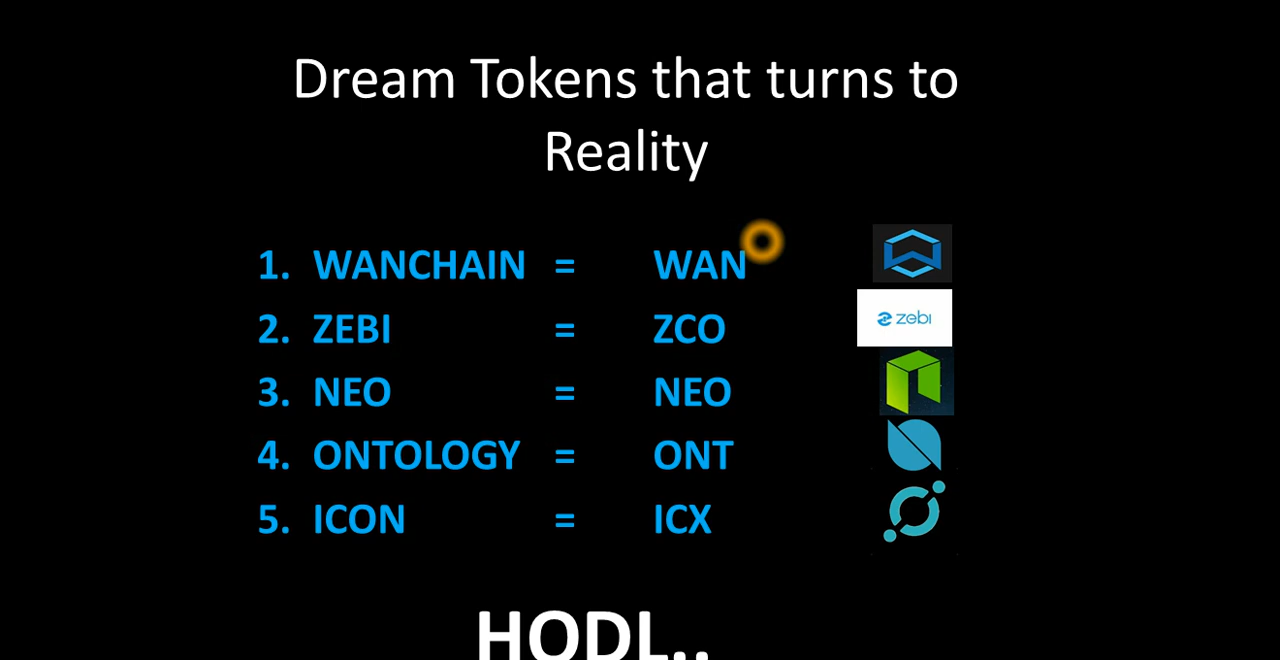 Dream Tokens that turns to
Reality
1. WANCHAIN = WAN
2. ZEBI = ZCO
zebi
3. NEO = NEO
4. ONTOLOGY = ONT
5. ICON = ICX
HODL..